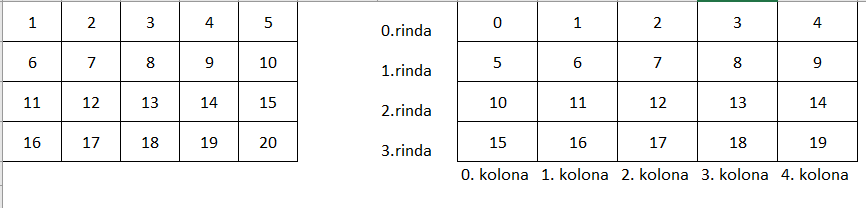 1 2 3 4 5
6 7 8 9 10
11 12 13 14 15
16 17 18 19 20
0.rinda 0 1 2 3 4
1.rinda 5 6 7 8 9
2.rinda 10 11 12 13 14
3.rinda 15 16 17 18 19
0. kolona 1. kolona 2. kolona 3. kolona 4. kolona